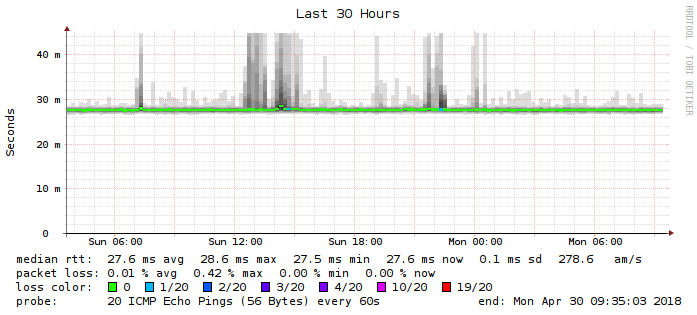 Last 30 Hours
RRDTOOL / TOBI OETIKER
Seconds
40 m
30 m
20 m
10 m
0
Sun 06:00 Sun 12:00 Sun 18:00 Mon 00:00 Mon 06:00
median rtt: 27.6 ms avg 28.6 ms max 27.5 ms min 27.6 ms now 0.1 ms sd 278.6 am/s
packet loss: 0.01 % avg 0.42 % max 0.00 % min 0.00 % now
loss color: 0 1/20 2/20 3/20 4/20 10/20 19/20
probe: 20 ICMP Echo Pings (56 Bytes) every 60s end: Mon Apr 30 09:35:03 2018